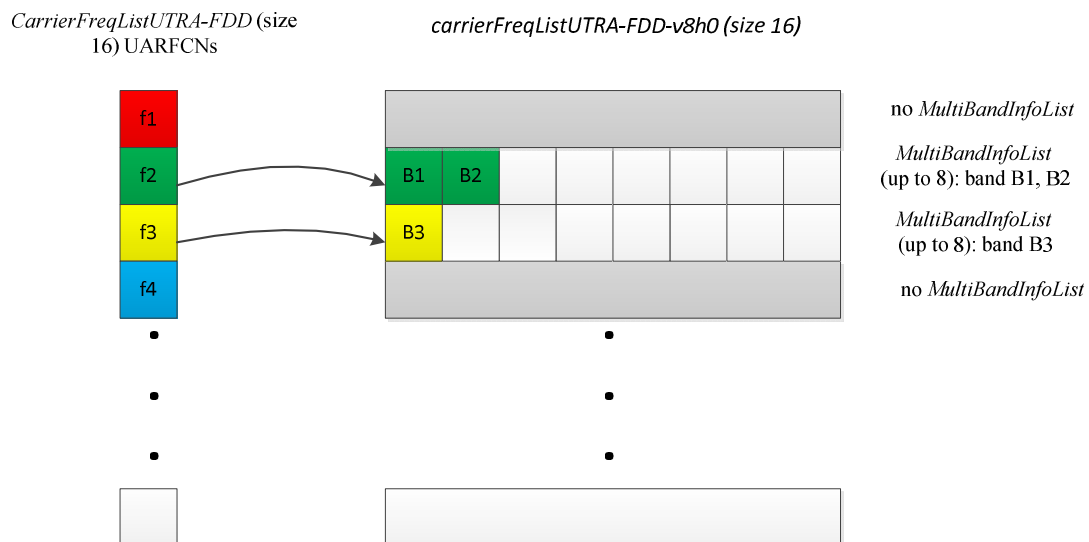 CarrierFreqListUTRA-FDD (size
16) UARFCNs
carrierFreqListUTRA-FDD-v8h0 (size 16)
f1
no MultiBandInfoList
f2
B1
B2
MultiBandInfoList
(up to 8): band B1, B2
f3
B3
MultiBandInfoList
(up to 8): band B3
f4
no MultiBandInfoList